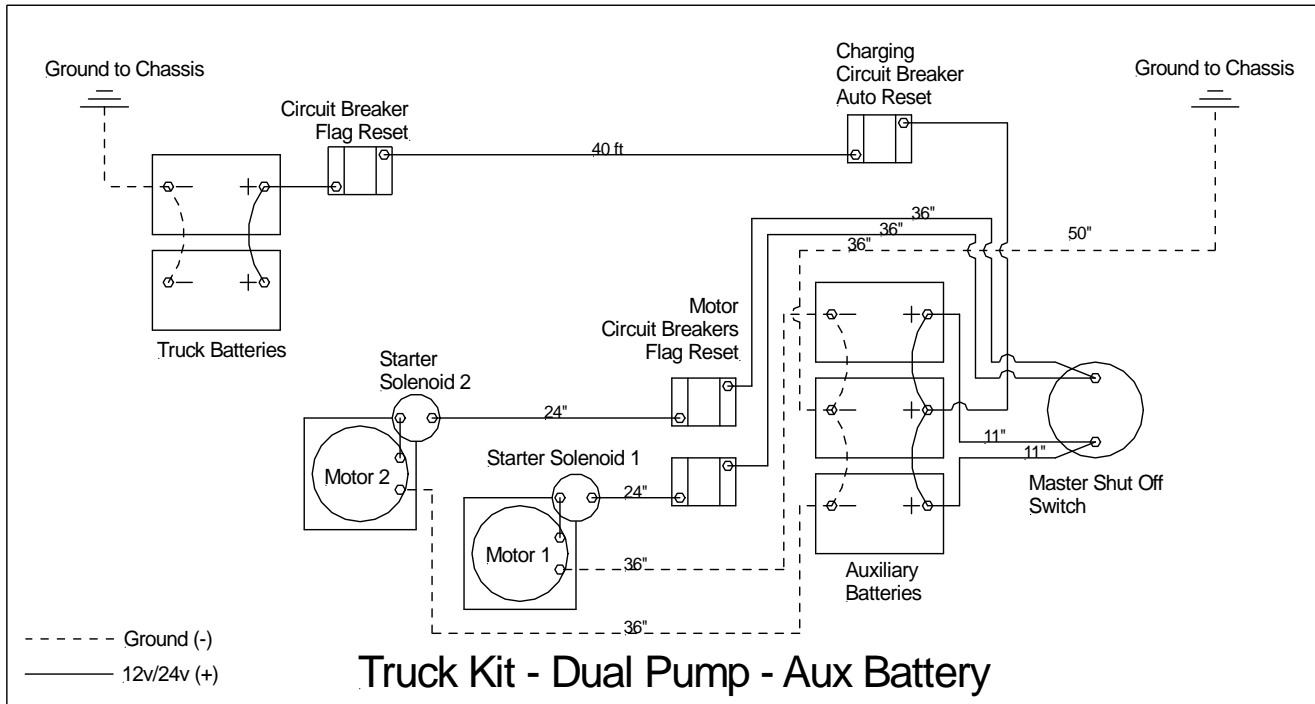 Ground to Chassis
Circuit Breaker
Flag Reset
Charging
Circuit Breaker
Auto Reset
Ground to Chassis
40 ft
36"
36"
36"
50"
Truck Batteries
Motor
Circuit Breakers
Flag Reset
Starter
Solenoid 2
24"
Motor 2
Starter Solenoid 1
24"
Motor 1
36"
36"
11"
11"
Master Shut Off
Switch
Auxiliary
Batteries
Ground (-)
12v/24v (+)
Truck Kit - Dual Pump - Aux Battery